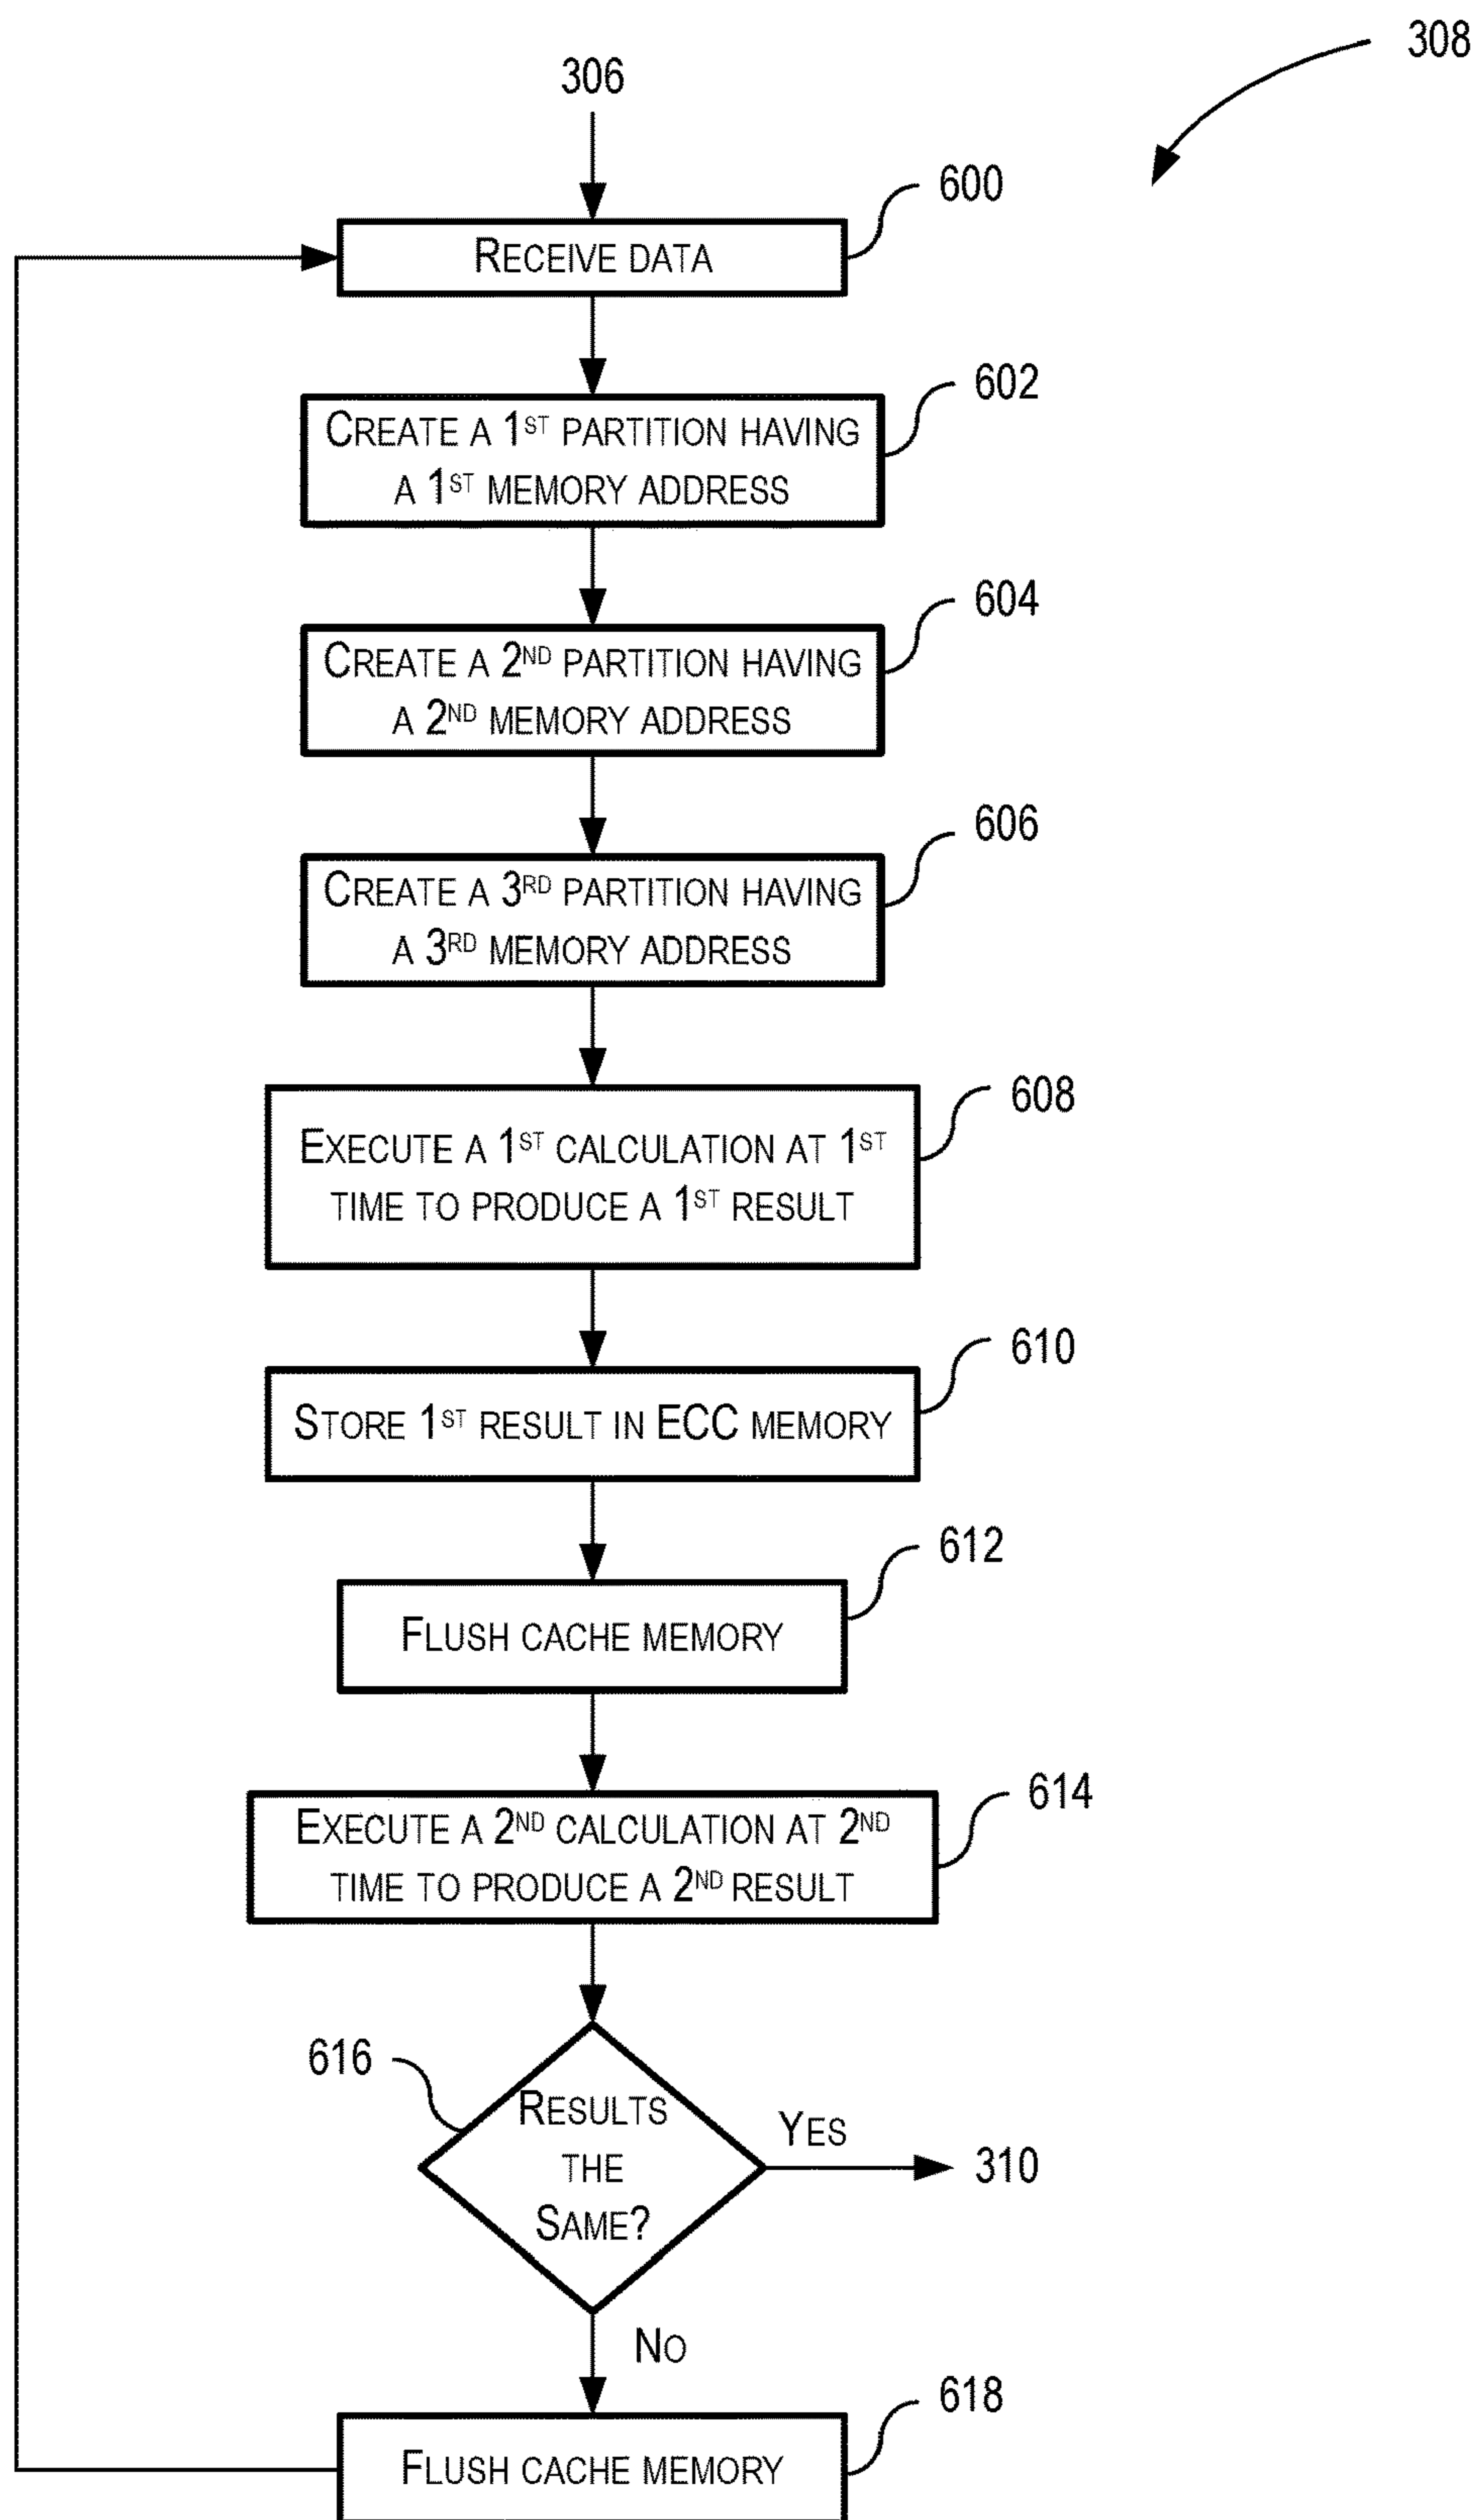 308
306
600
RECEIVE DATA
602
CREATE A 1ST PARTITION HAVING
A 1ST MEMORY ADDRESS
604
CREATE A 2ND PARTITION HAVING
A 2ND MEMORY ADDRESS
606
CREATE A 3RD PARTITION HAVING
A 3RD MEMORY ADDRESS
608
EXECUTE A 1ST CALCULATION AT 1ST
TIME TO PRODUCE A 1ST RESULT
610
STORE 1ST RESULT IN ECC MEMORY
612
FLUSH CACHE MEMORY
614
EXECUTE A 2ND CALCULATION AT 2ND
TIME TO PRODUCE A 2ND RESULT
616
RESULTS
THE
SAME?
YES
310
NO
618
FLUSH CACHE MEMORY